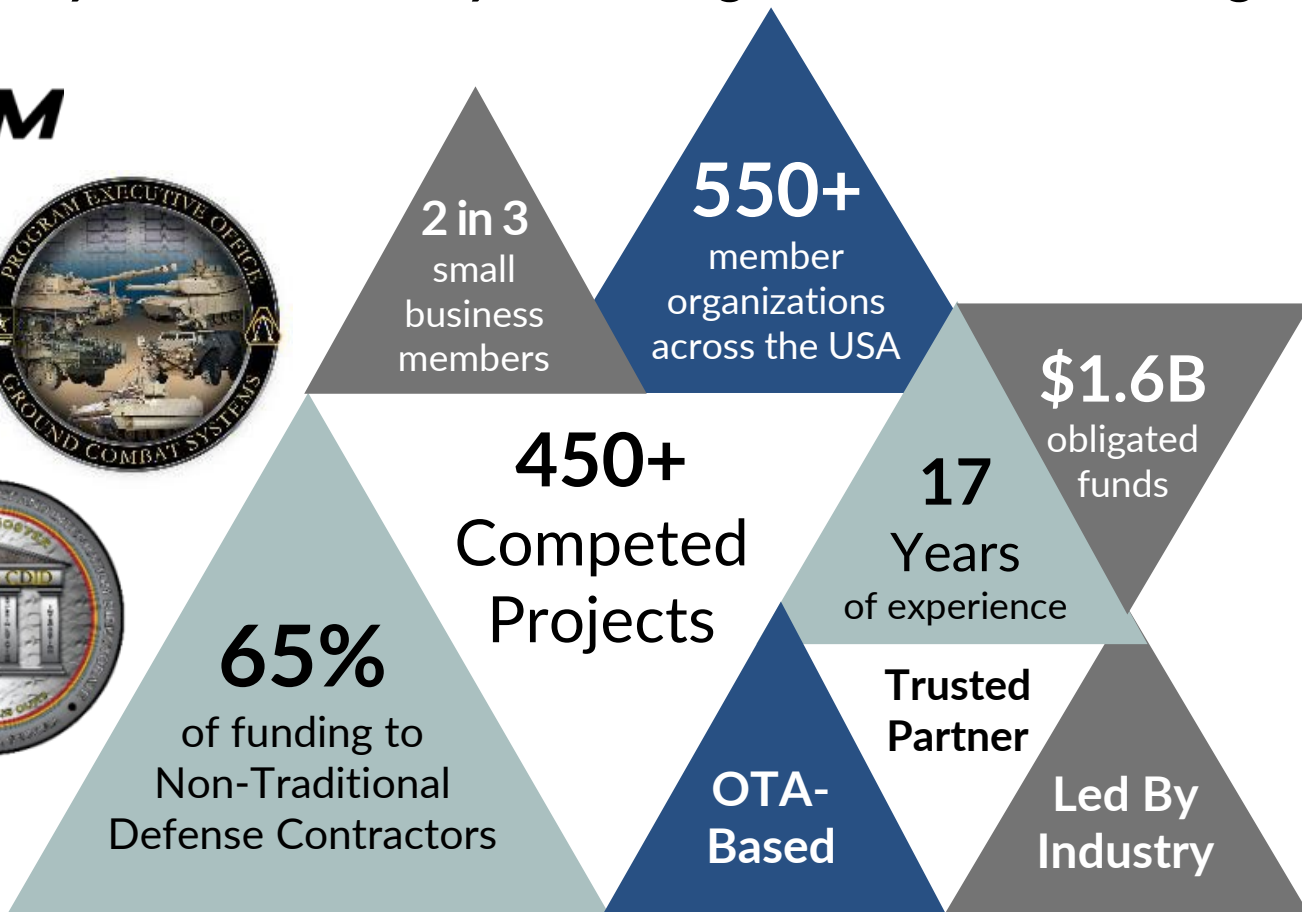 M
PROGRAM EXECUTIVE OFFICE
GROUND COMBAT SYSTEMS
CDID
2 in 3
small
business
members
550+
member
organizations
across the USA
$1.6B
obligated
funds
450+
Competed
Projects
17
Years
of experience
65%
of funding to
Non-Traditional
Defense Contractors
Trusted
Partner
OTA-
Based
Led By
Industry